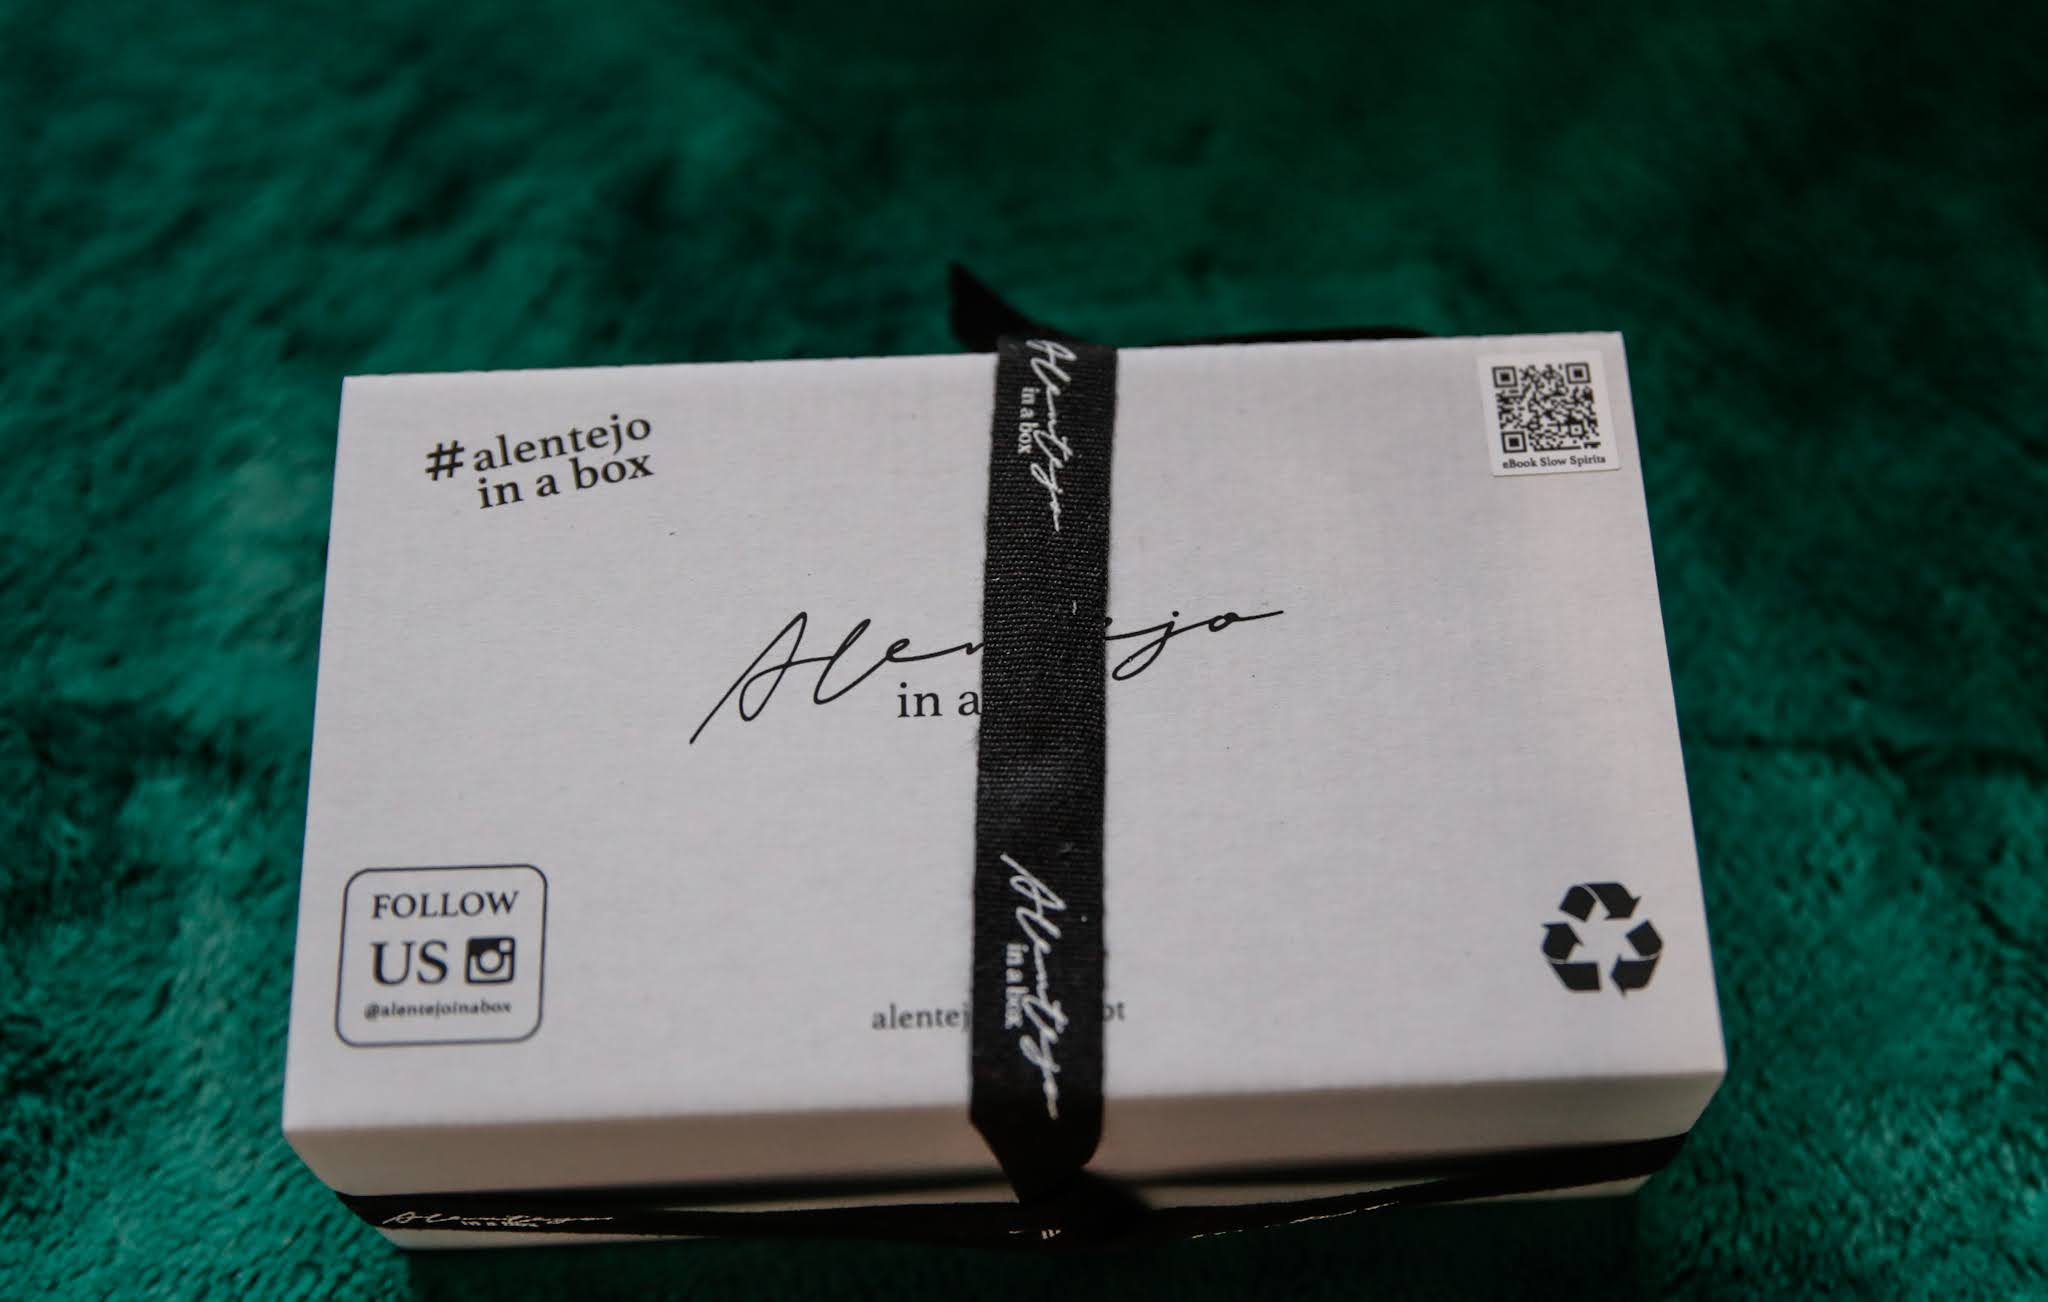 #alentejo
in a box
eBook Slow Spirits
Alentejo
in a box
in a
FOLLOW
US
@alentejoinabox
Alentejo
in a box
Alentejo
in a box